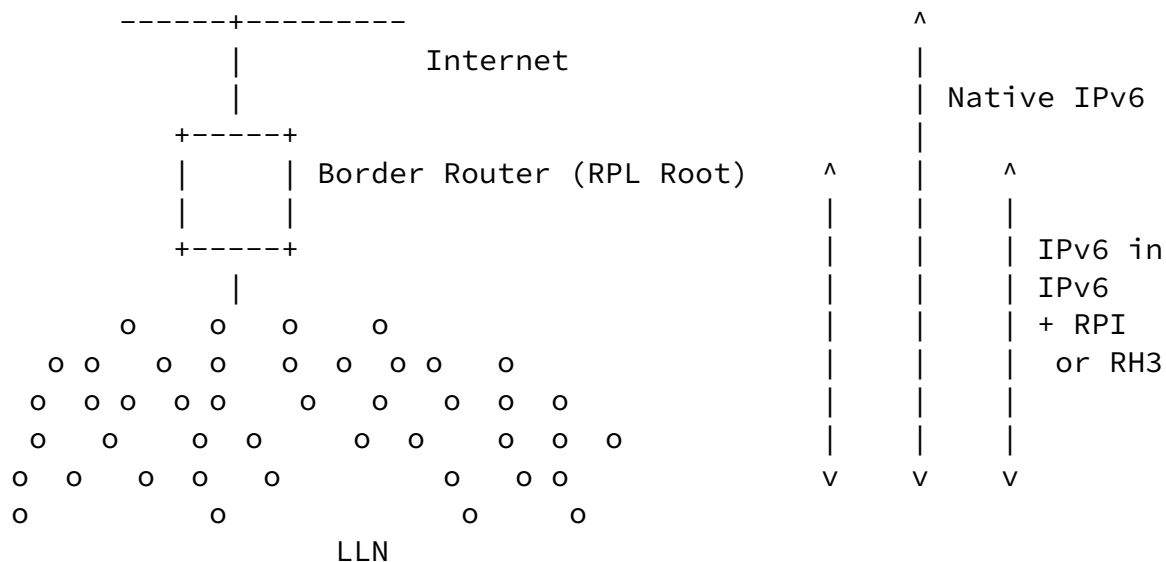 ------+---------                             ^
      |          Internet                    |
      |                                      | Native IPv6
   +-----+                                   |
   |     | Border Router (RPL Root)     ^    |    ^
   |     |                              |    |    |
   +-----+                              |    |    | IPv6 in
      |                                 |    |    | IPv6
o    o   o    o                         |    |    | + RPI
o o   o  o   o  o  o o   o              |    |    |  or RH3
o  o o  o o    o   o   o  o  o          |    |    |
o   o    o  o     o  o    o  o  o       |    |    |
o  o   o  o   o         o   o o         v    v    v
o          o             o     o
LLN